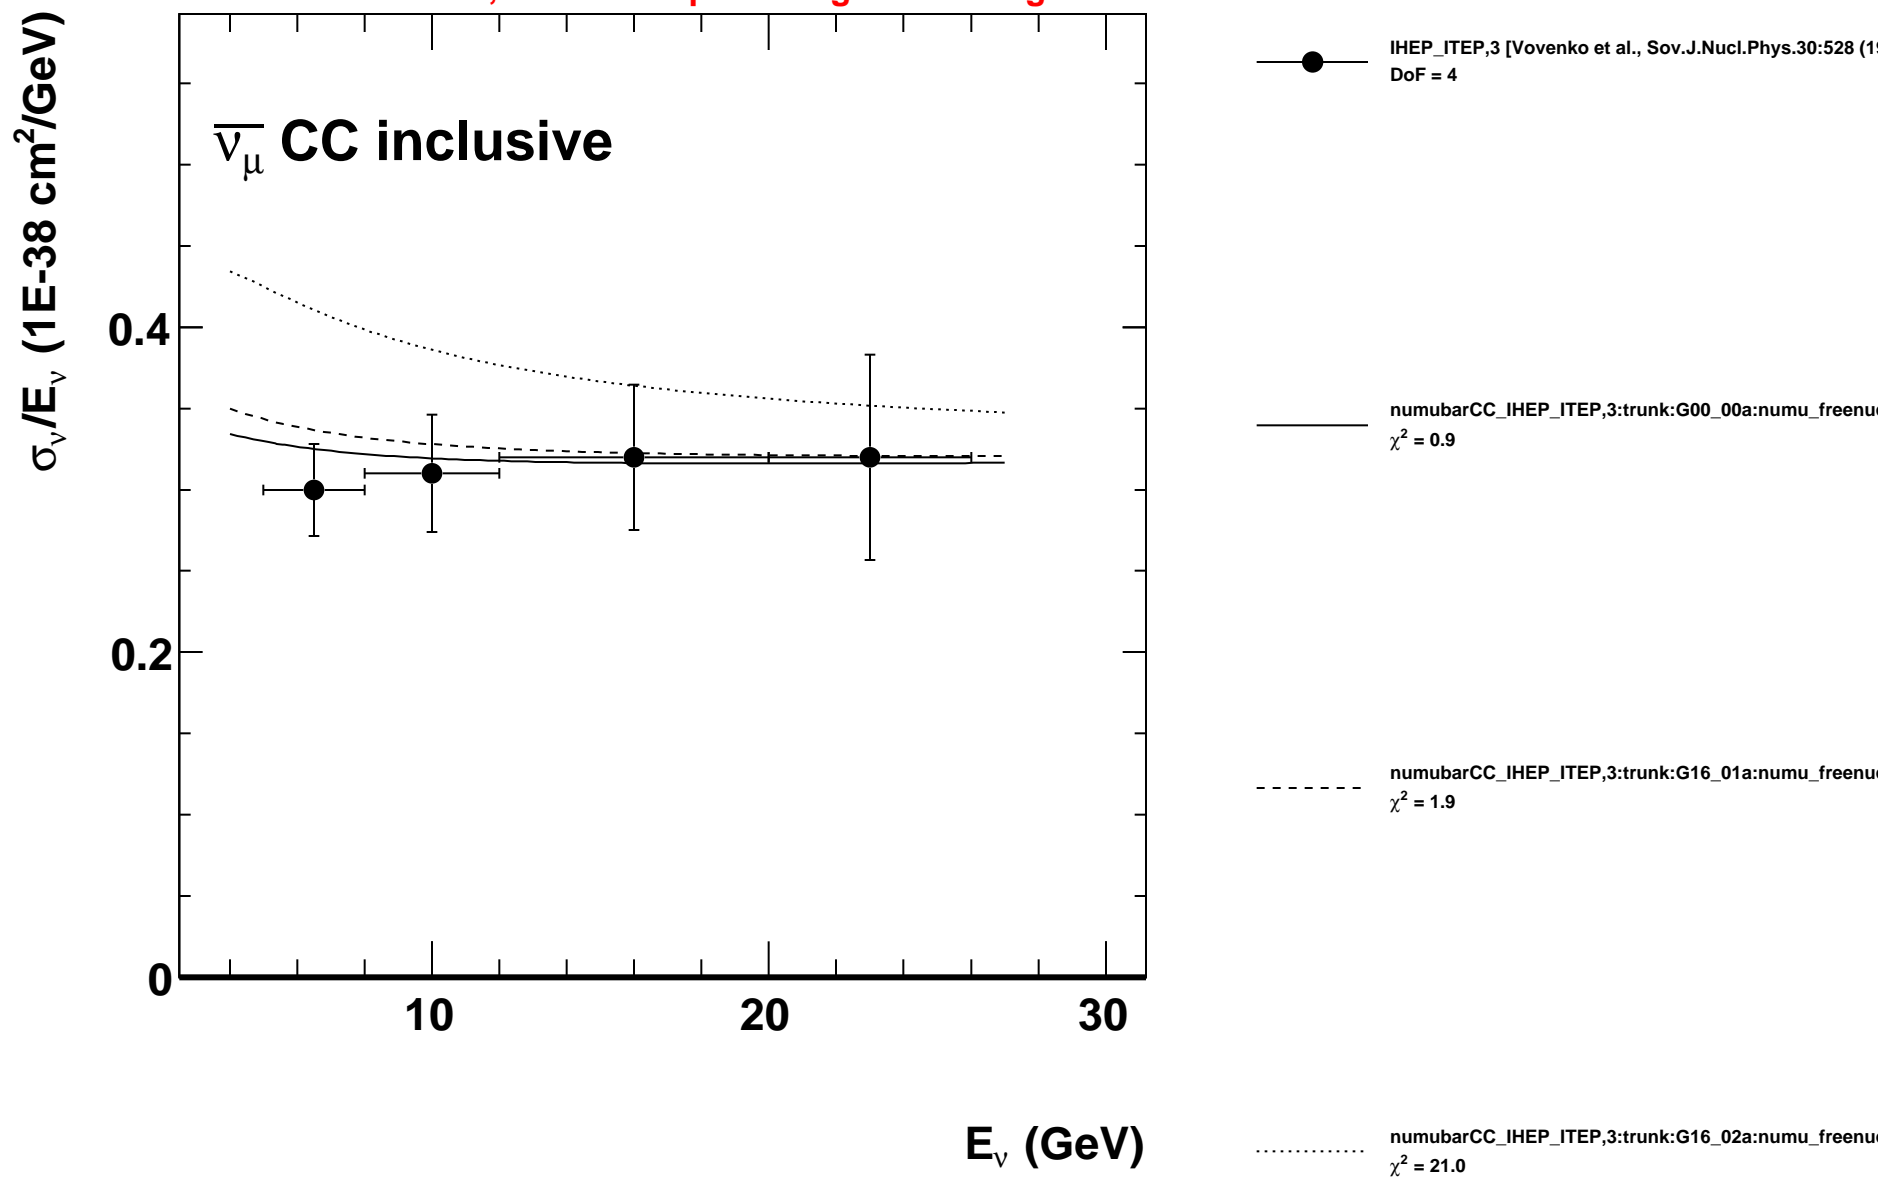 σν/Eν (1E-38 cm²/GeV)
ν̅μ CC inclusive
0.4
0.2
0
10
20
30
Eν (GeV)
IHEP_ITEP,3 [Vovenko et al., Sov.J.Nucl.Phys.30:528
DoF = 4
numubarCC_IHEP_ITEP,3:trunk:G00_00a:numu_freenu
χ² = 0.9
numubarCC_IHEP_ITEP,3:trunk:G16_01a:numu_freenu
χ² = 1.9
numubarCC_IHEP_ITEP,3:trunk:G16_02a:numu_freenu
χ² = 21.0